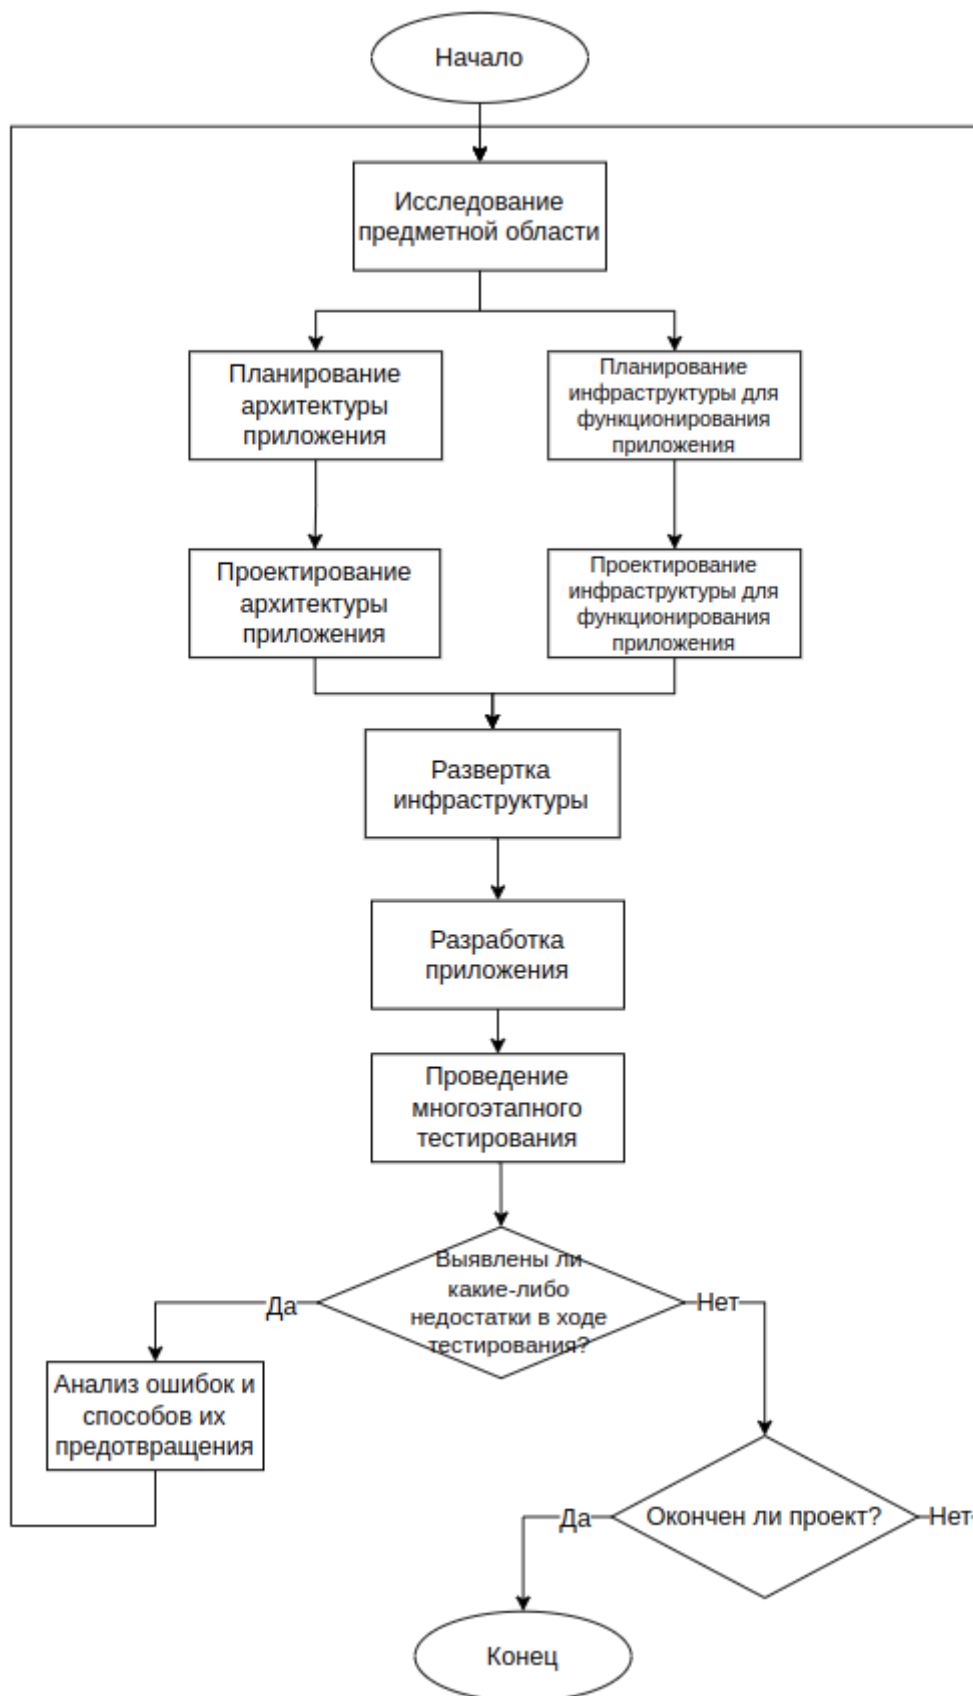 Начало
Исследование
предметной области
Планирование
архитектуры
приложения
Планирование
инфраструктуры для
функционирования
приложения
Проектирование
архитектуры
приложения
Проектирование
инфраструктуры для
функционирования
приложения
Развертка
инфраструктуры
Разработка
приложения
Проведение
многоэтапного
тестирования
Выявлены ли
какие-либо
недостатки в ходе
тестирования?
Да
Нет
Анализ ошибок и
способов их
предотвращения
Окончен ли проект?
Да
Нет
Конец